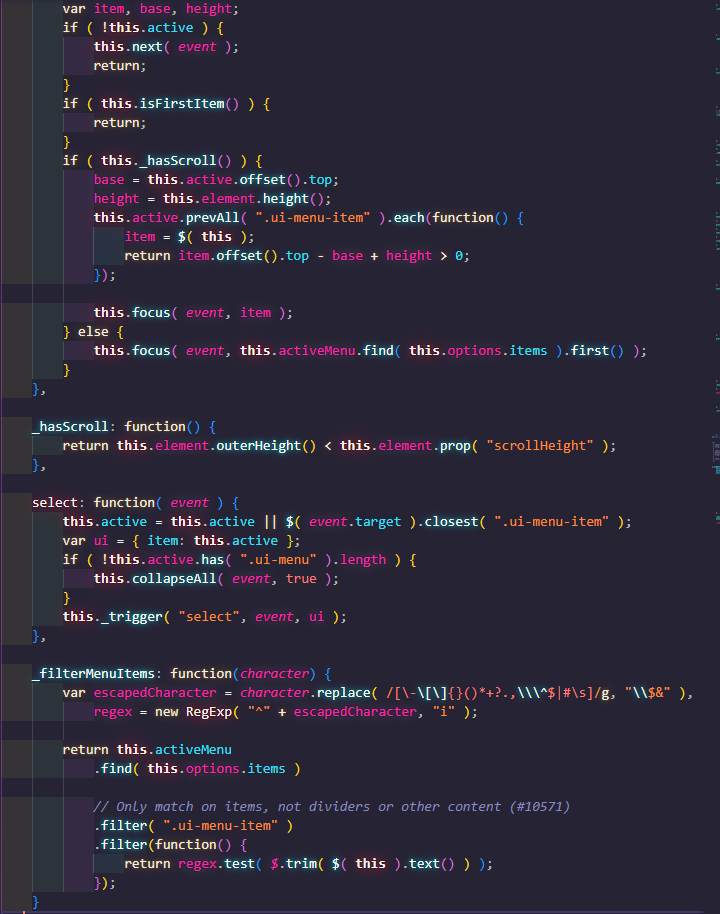 var item, base, height;
if ( !this.active ) {
this.next( event );
return;
}
if ( this.isFirstItem() ) {
return;
}
if ( this._hasScroll() ) {
base = this.active.offset().top;
height = this.element.height();
this.active.prevAll( ".ui-menu-item" ).each(function() {
item = $( this );
return item.offset().top - base + height > 0;
});
this.focus( event, item );
} else {
this.focus( event, this.activeMenu.find( this.options.items ).first() );
}
},
_hasScroll: function() {
return this.element.outerHeight() < this.element.prop( "scrollHeight" );
},
select: function( event ) {
this.active = this.active || $( event.target ).closest( ".ui-menu-item" );
var ui = { item: this.active };
if ( !this.active.has( ".ui-menu" ).length ) {
this.collapseAll( event, true );
}
this._trigger( "select", event, ui );
},
_filterMenuItems: function(character) {
var escapedCharacter = character.replace( /[\-\[\]{}()*+?.,\\\^$|#\s]/g, "\\$&" ),
regex = new RegExp( "^" + escapedCharacter, "i" );
return this.activeMenu
.find( this.options.items )
// Only match on items, not dividers or other content (#10571)
.filter( ".ui-menu-item" )
.filter(function() {
return regex.test( $.trim( $( this ).text() ) );
});
}